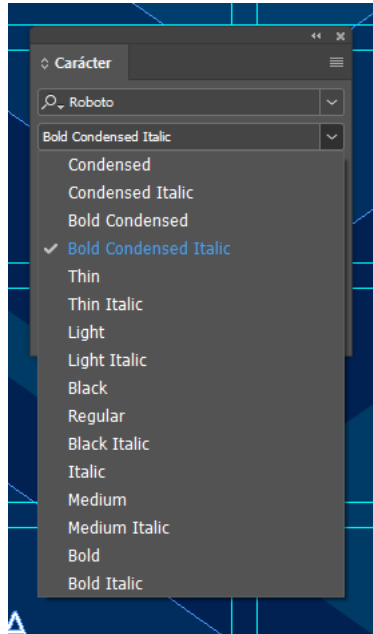 Carácter
Roboto
Bold Condensed Italic
Condensed
Condensed Italic
Bold Condensed
Bold Condensed Italic
Thin
Thin Italic
Light
Light Italic
Black
Regular
Black Italic
Italic
Medium
Medium Italic
Bold
Bold Italic